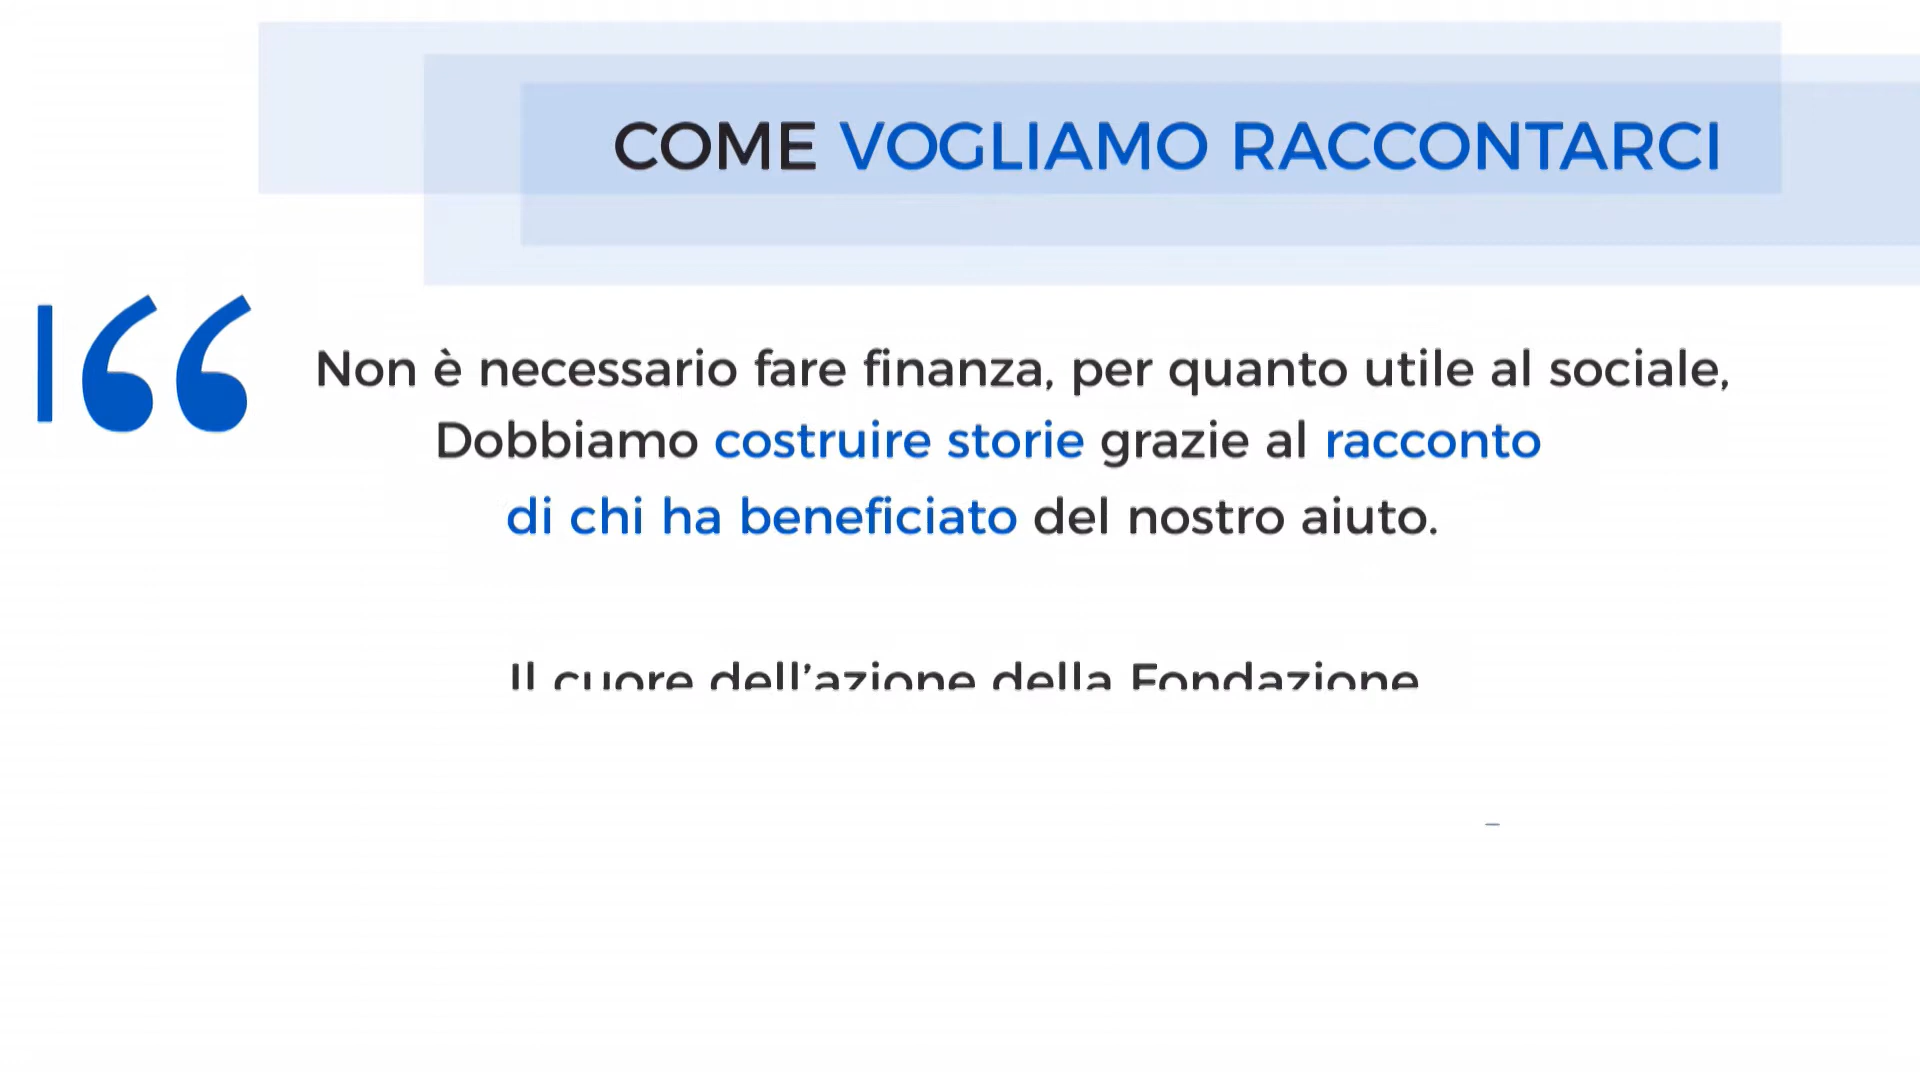 COME VOGLIAMO RACCONTARCI
Non è necessario fare finanza, per quanto utile al sociale,
Dobbiamo costruire storie grazie al racconto
di chi ha beneficiato del nostro aiuto.
Il cuore dell’azione della Fondazione